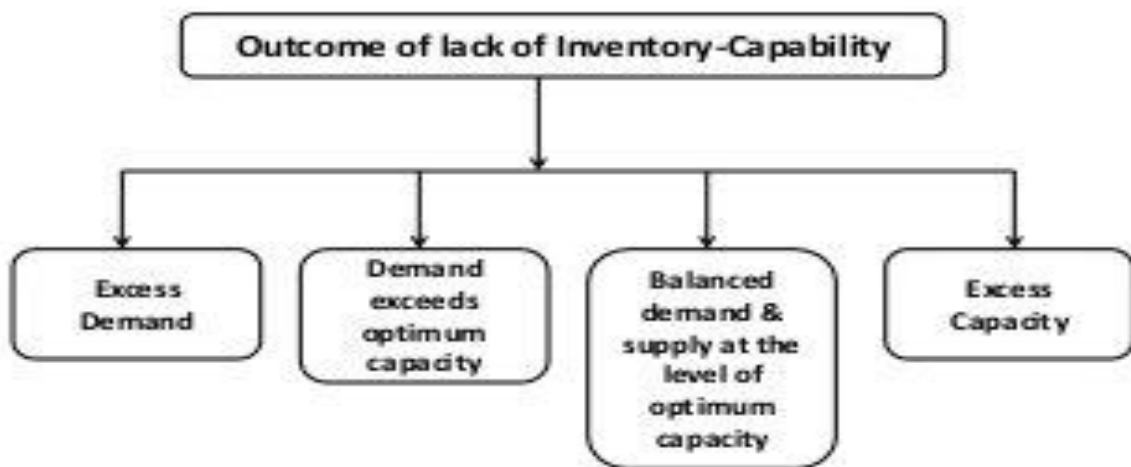 Outcome of lack of Inventory-Capability
Excess
Demand
Demand
exceeds
optimum
capacity
Balanced
demand &
supply at the
level of
optimum
capacity
Excess
Capacity